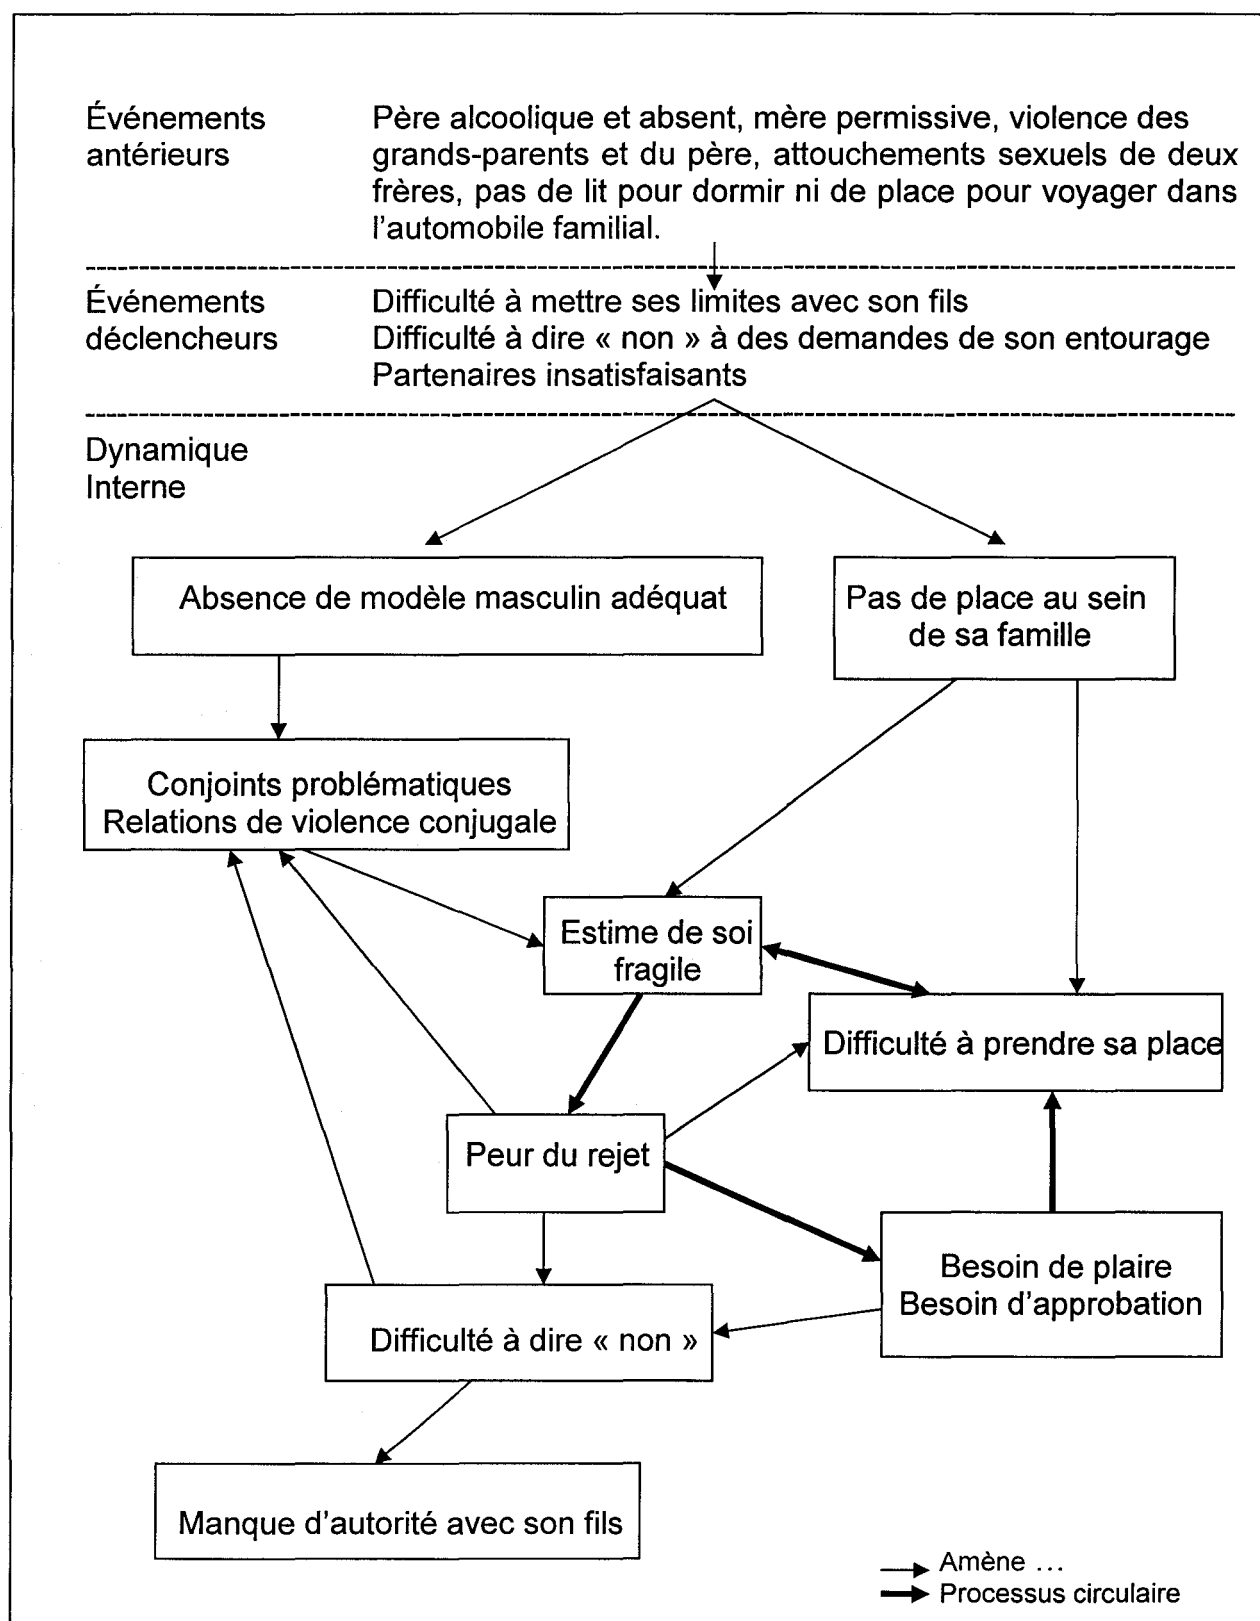 Événements
antérieurs
Père alcoolique et absent, mère permissive, violence des
grands-parents et du père, attouchements sexuels de deux
frères, pas de lit pour dormir ni de place pour voyager dans
l'automobile familial.
Événements
déclencheurs
Difficulté à mettre ses limites avec son fils
Difficulté à dire « non » à des demandes de son entourage
Partenaires insatisfaisants
Dynamique
Interne
Absence de modèle masculin adéquat
Pas de place au sein
de sa famille
Conjoints problématiques
Relations de violence conjugale
Estime de soi
fragile
Difficulté à prendre sa place
Peur du rejet
Besoin de plaire
Besoin d'approbation
Difficulté à dire « non »
Manque d'autorité avec son fils
Amène ...
Processus circulaire